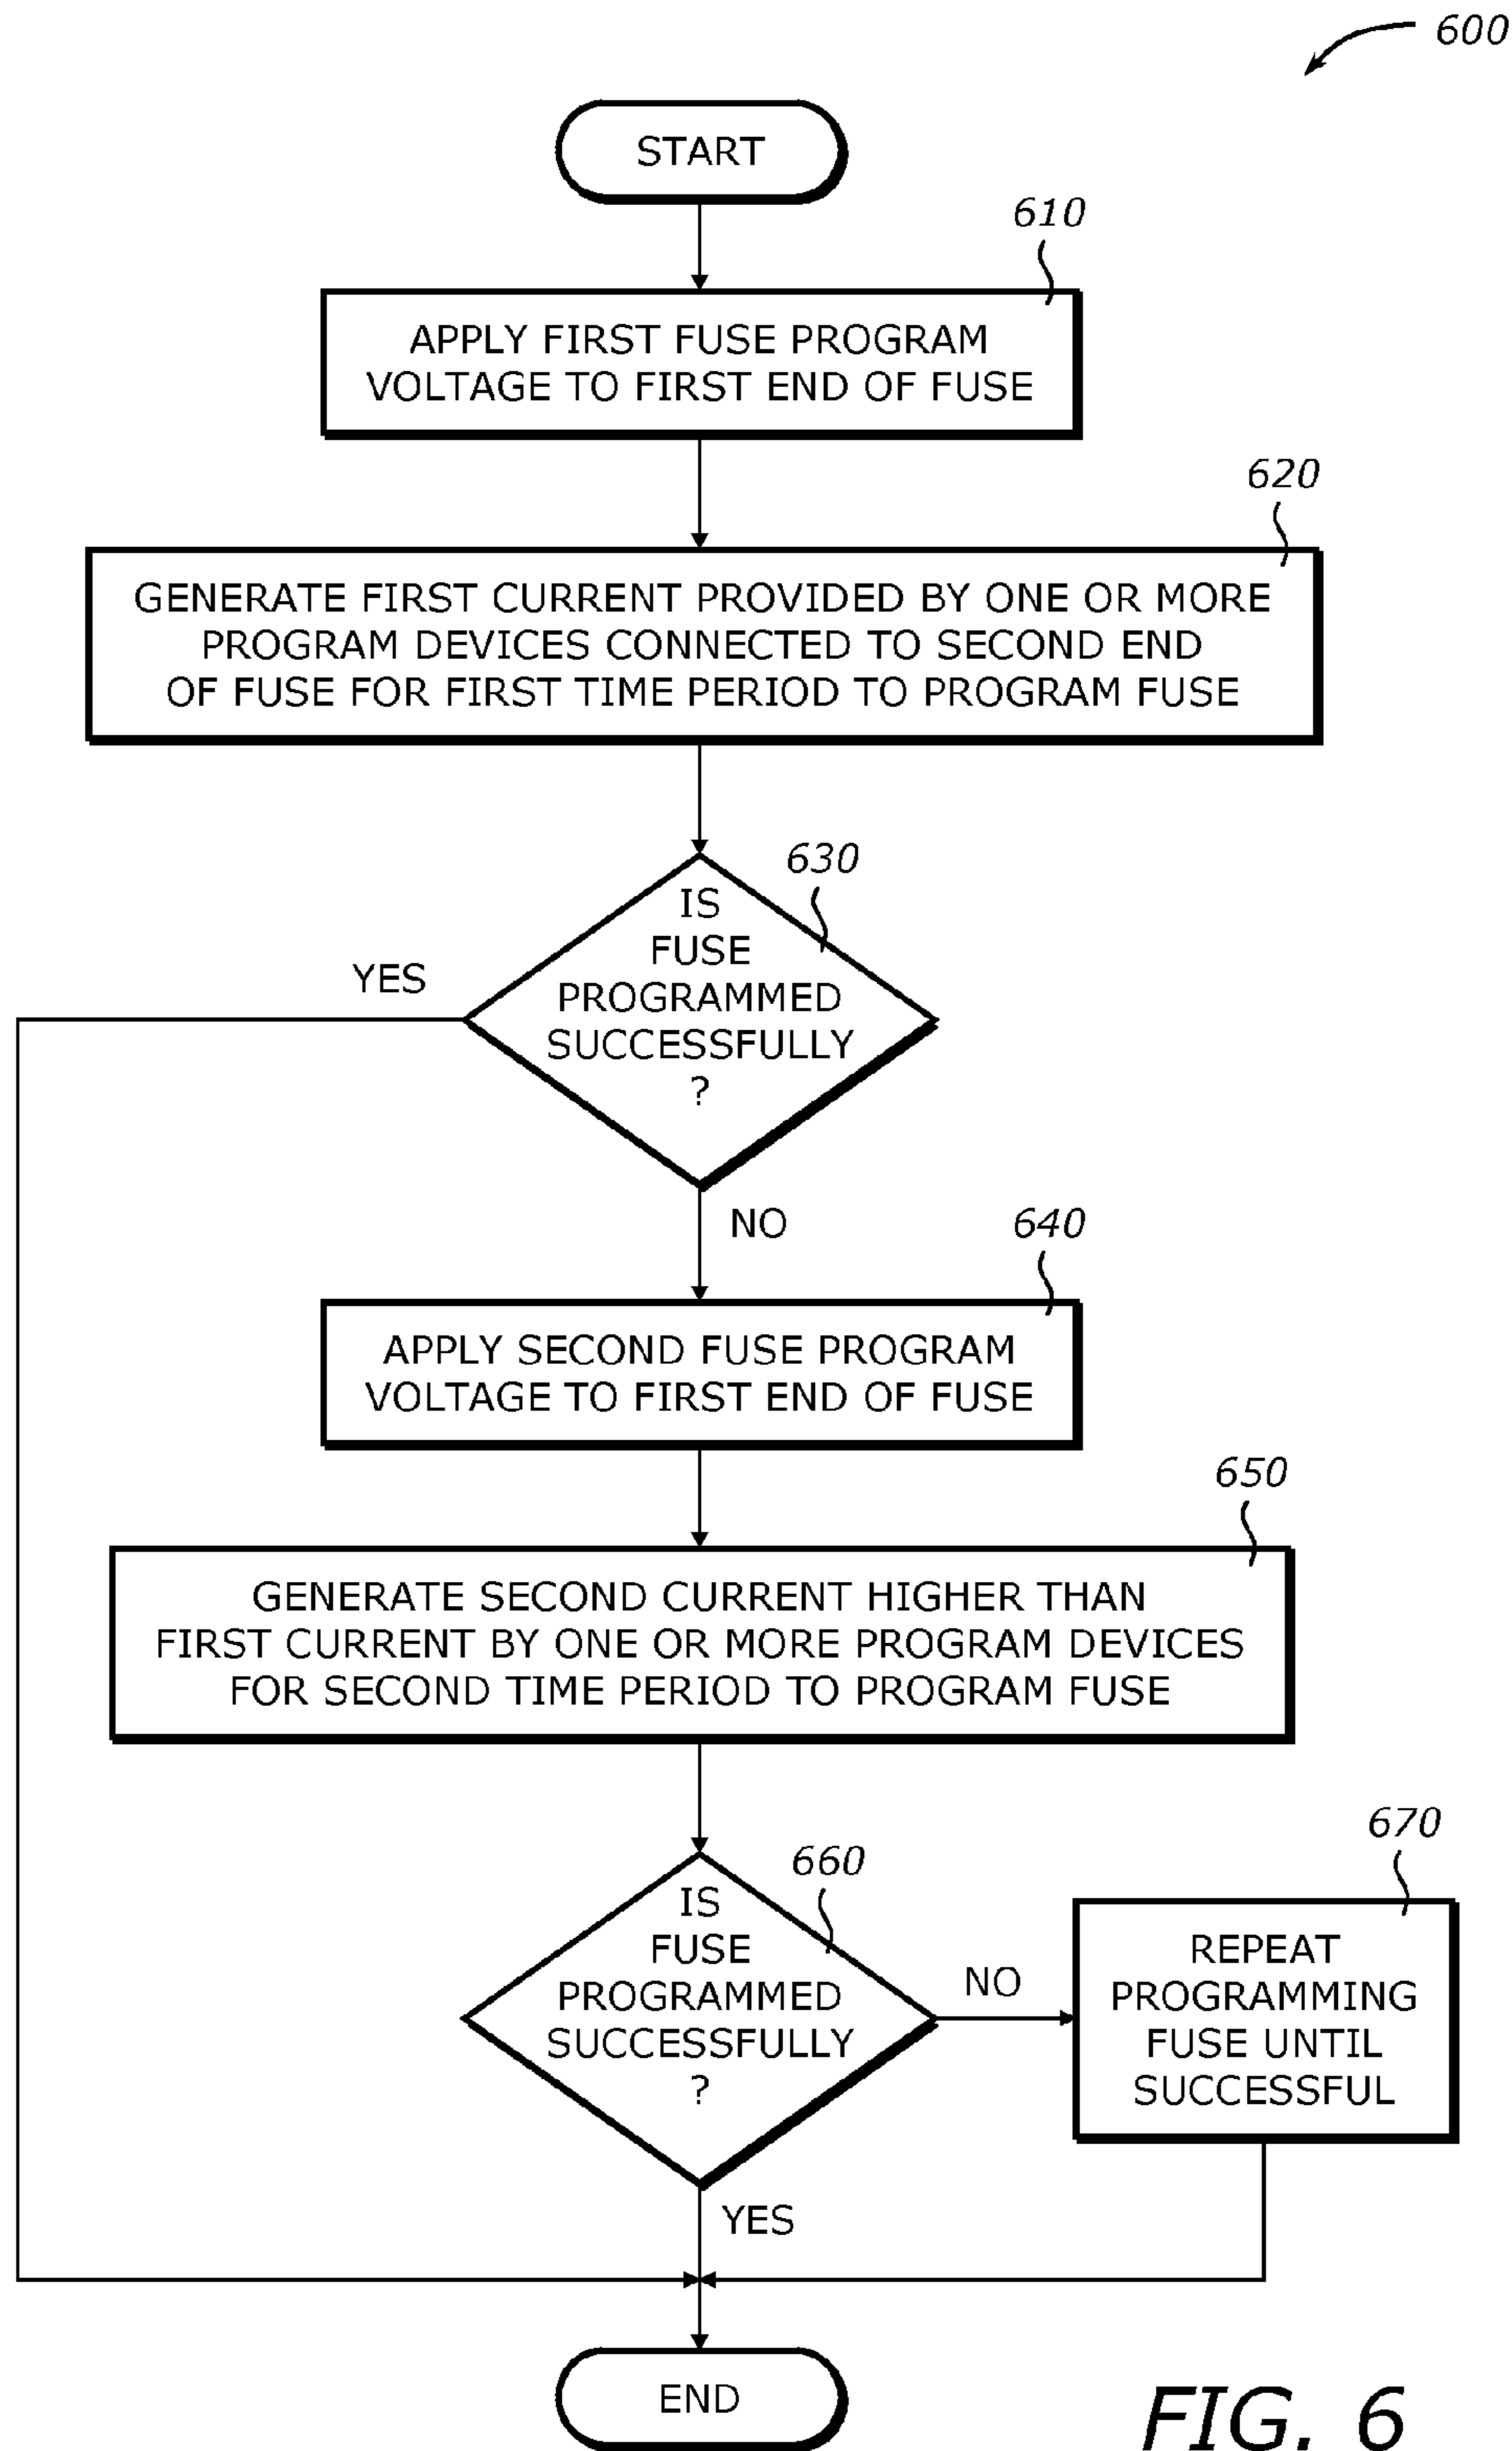 600
START
610
APPLY FIRST FUSE PROGRAM
VOLTAGE TO FIRST END OF FUSE
620
GENERATE FIRST CURRENT PROVIDED BY ONE OR MORE
PROGRAM DEVICES CONNECTED TO SECOND END
OF FUSE FOR FIRST TIME PERIOD TO PROGRAM FUSE
630
IS
FUSE
PROGRAMMED
SUCCESSFULLY
?
YES
NO
640
APPLY SECOND FUSE PROGRAM
VOLTAGE TO FIRST END OF FUSE
650
GENERATE SECOND CURRENT HIGHER THAN
FIRST CURRENT BY ONE OR MORE PROGRAM DEVICES
FOR SECOND TIME PERIOD TO PROGRAM FUSE
660
IS
FUSE
PROGRAMMED
SUCCESSFULLY
?
NO
670
REPEAT
PROGRAMMING
FUSE UNTIL
SUCCESSFUL
YES
END
FIG. 6